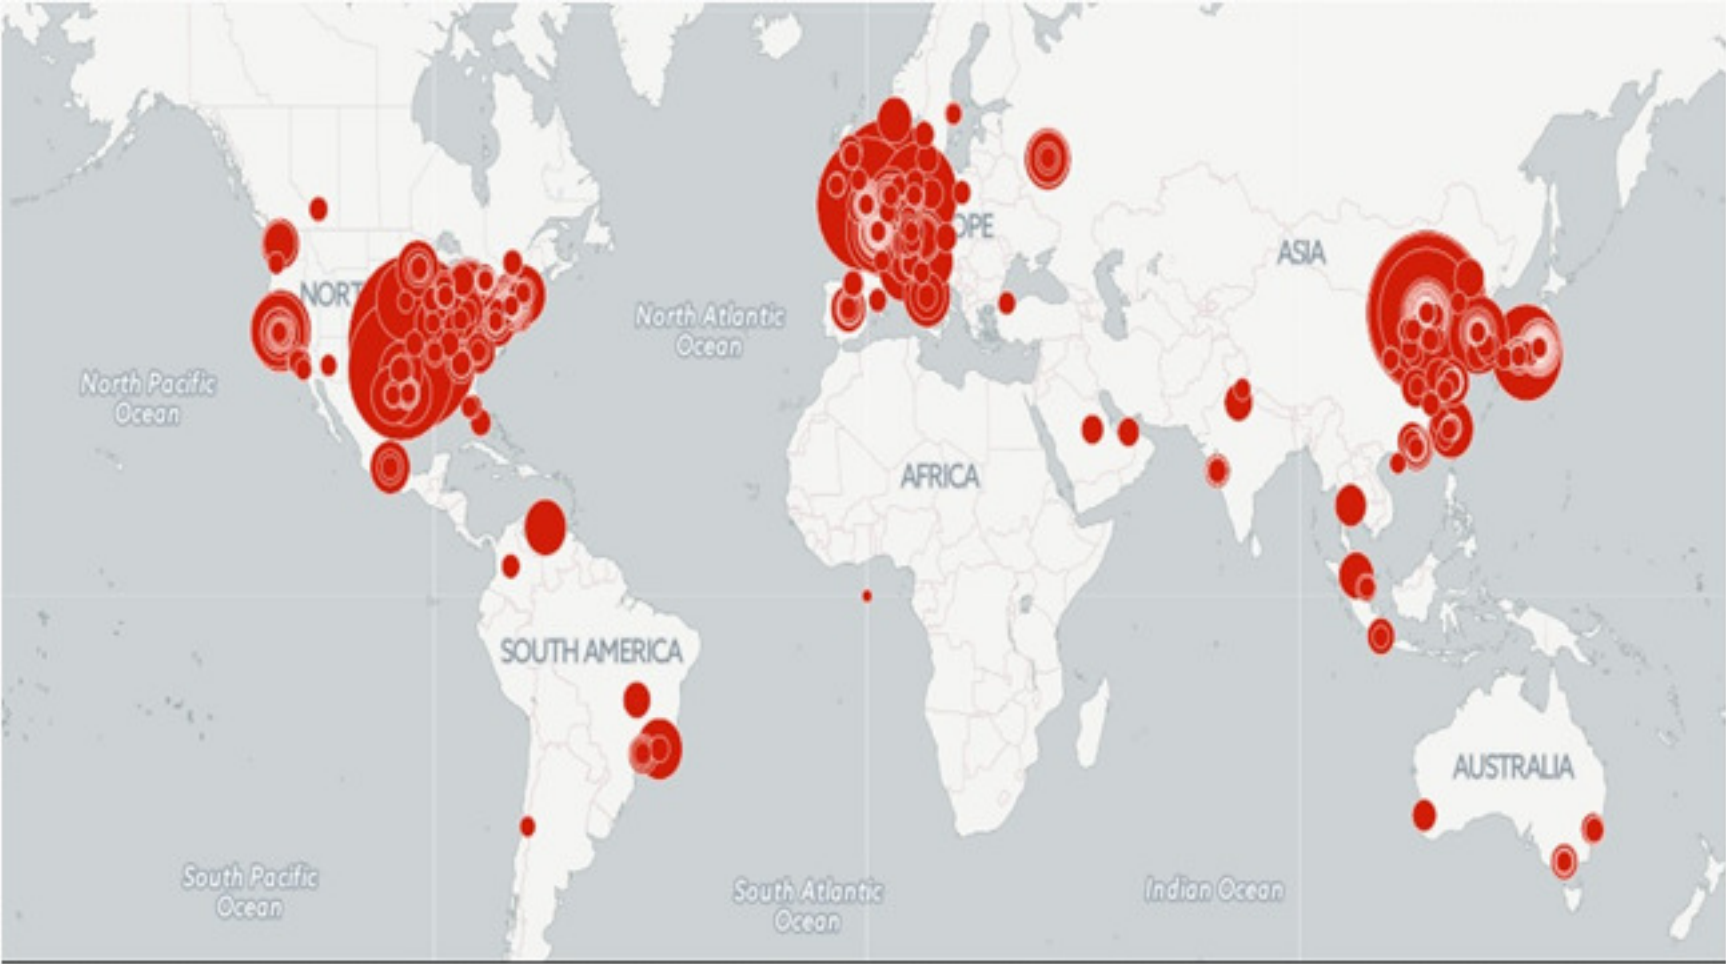 OPE
ASIA
NORT
North Atlantic
Ocean
North Pacific
Ocean
AFRICA
SOUTH AMERICA
AUSTRALIA
South Pacific
Ocean
South Atlantic
Ocean
Indian Ocean